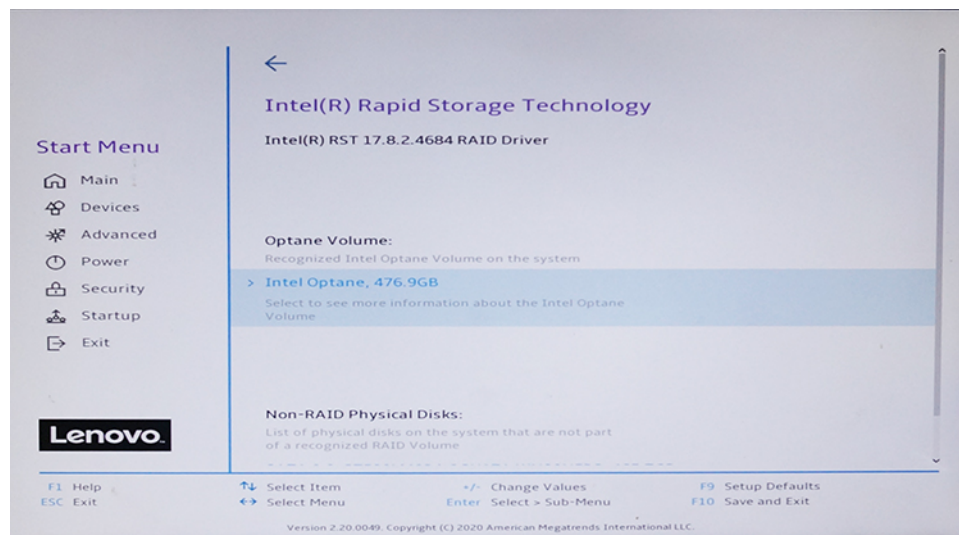 Intel(R) Rapid Storage Technology
Intel(R) RST 17.8.2.4684 RAID Driver
Start Menu
Main
Devices
Advanced
Power
Security
Startup
Exit
Optane Volume:
Recognized Intel Optane Volume on the system
> Intel Optane, 476.9GB
Select to see more information about the Intel Optane
Volume
Non-RAID Physical Disks:
List of physical disks on the system that are not part
of a recognized RAID Volume
Lenovo.
F1 Help ↑↓ Select Item +/- Change Values F9 Setup Defaults
ESC Exit ↔ Select Menu Enter Select > Sub-Menu F10 Save and Exit
Version 2.20.0049. Copyright (C) 2020 American Megatrends International LLC.